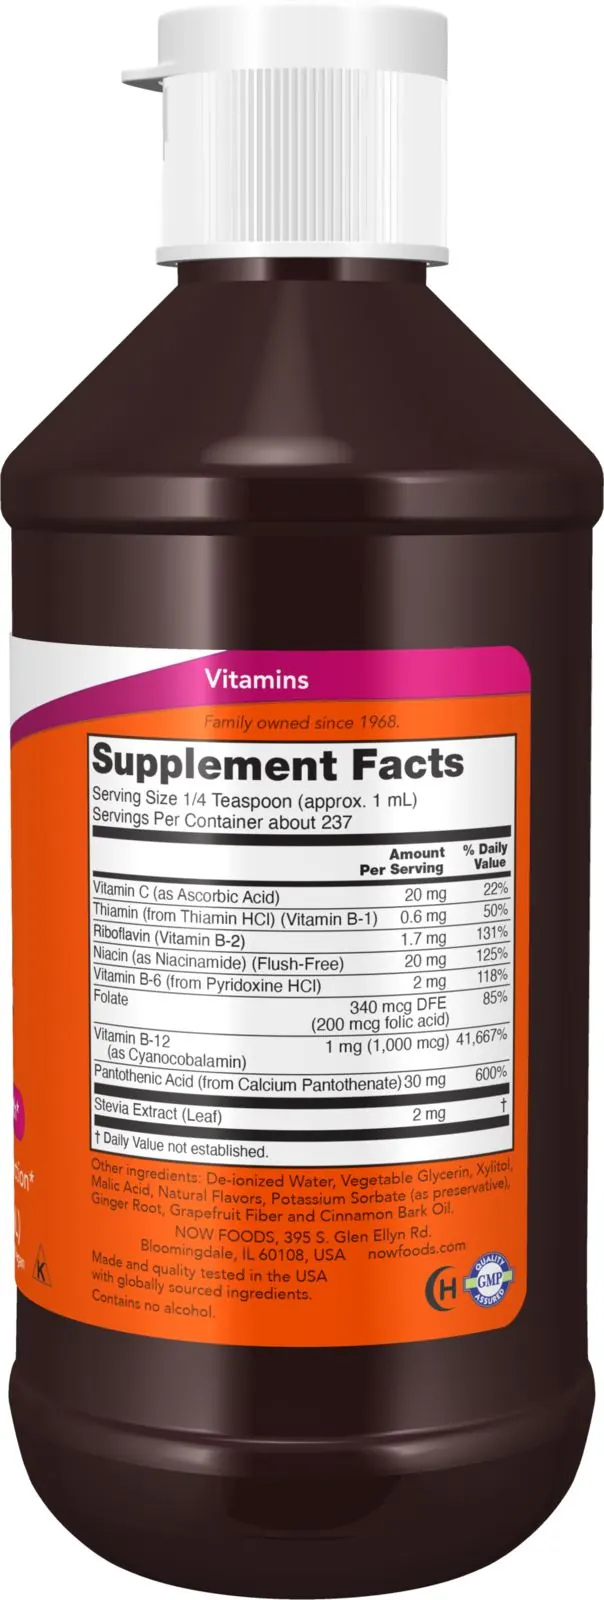 Vitamins
Family owned since 1968.
Supplement Facts
Serving Size 1/4 Teaspoon (approx. 1 mL)
Servings Per Container about 237
Amount Per Serving % Daily Value
Vitamin C (as Ascorbic Acid) 20 mg 22%
Thiamin (from Thiamin HCl) (Vitamin B-1) 0.6 mg 50%
Riboflavin (Vitamin B-2) 1.7 mg 131%
Niacin (as Niacinamide) (Flush-Free) 20 mg 125%
Vitamin B-6 (from Pyridoxine HCl) 2 mg 118%
Folate 340 mcg DFE 85%
(200 mcg folic acid)
Vitamin B-12 1 mg (1,000 mcg) 41,667%
(as Cyanocobalamin)
Pantothenic Acid (from Calcium Pantothenate) 30 mg 600%
Stevia Extract (Leaf) 2 mg †
† Daily Value not established.
Other ingredients: De-ionized Water, Vegetable Glycerin, Xylitol,
Malic Acid, Natural Flavors, Potassium Sorbate (as preservative),
Ginger Root, Grapefruit Fiber and Cinnamon Bark Oil.
NOW FOODS, 395 S. Glen Ellyn Rd.
Bloomingdale, IL 60108, USA nowfoods.com
Made and quality tested in the USA
with globally sourced ingredients.
Contains no alcohol.
K
H
QUALITY
GMP
ASSURED